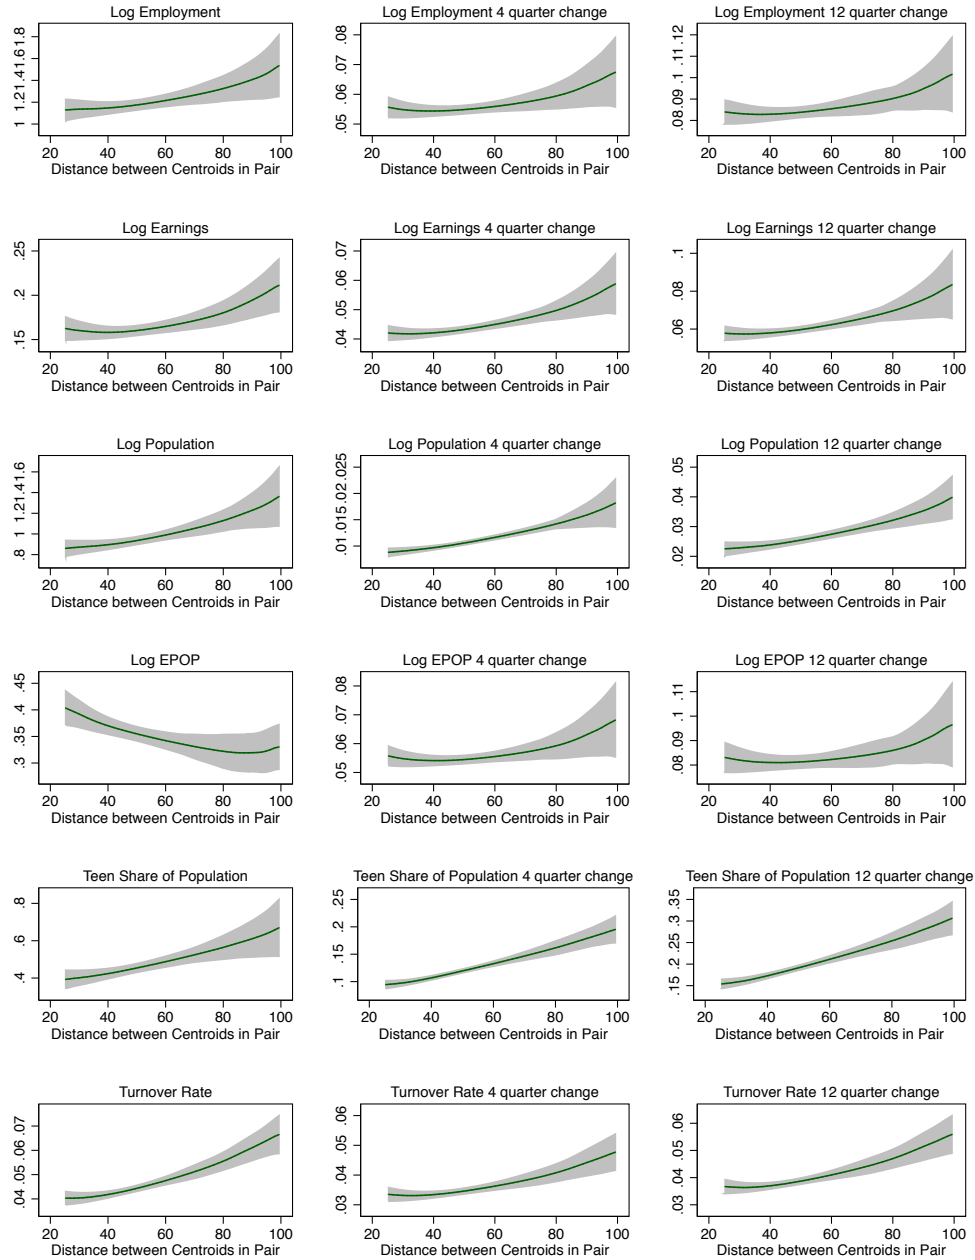 Log Employment
1 1.2 1.4 1.6 1.8
20 40 60 80 100
Distance between Centroids in Pair
Log Employment 4 quarter change
.05 .06 .07 .08
20 40 60 80 100
Distance between Centroids in Pair
Log Employment 12 quarter change
.08 .09 .1 .11 .12
20 40 60 80 100
Distance between Centroids in Pair
Log Earnings
.15 .2 .25
20 40 60 80 100
Distance between Centroids in Pair
Log Earnings 4 quarter change
.04 .05 .06 .07
20 40 60 80 100
Distance between Centroids in Pair
Log Earnings 12 quarter change
.06 .08 .1
20 40 60 80 100
Distance between Centroids in Pair
Log Population
.8 1 1.2 1.4 1.6
20 40 60 80 100
Distance between Centroids in Pair
Log Population 4 quarter change
.01 .015 .02 .025
20 40 60 80 100
Distance between Centroids in Pair
Log Population 12 quarter change
.02 .03 .04 .05
20 40 60 80 100
Distance between Centroids in Pair
Log EPOP
.3 .35 .4 .45
20 40 60 80 100
Distance between Centroids in Pair
Log EPOP 4 quarter change
.05 .06 .07 .08
20 40 60 80 100
Distance between Centroids in Pair
Log EPOP 12 quarter change
.08 .09 .1 .11
20 40 60 80 100
Distance between Centroids in Pair
Teen Share of Population
.4 .6 .8
20 40 60 80 100
Distance between Centroids in Pair
Teen Share of Population 4 quarter change
.1 .15 .2 .25
20 40 60 80 100
Distance between Centroids in Pair
Teen Share of Population 12 quarter change
.15 .2 .25 .3 .35
20 40 60 80 100
Distance between Centroids in Pair
Turnover Rate
.04 .05 .06 .07
20 40 60 80 100
Distance between Centroids in Pair
Turnover Rate 4 quarter change
.03 .04 .05 .06
20 40 60 80 100
Distance between Centroids in Pair
Turnover Rate 12 quarter change
.03 .04 .05 .06
20 40 60 80 100
Distance between Centroids in Pair